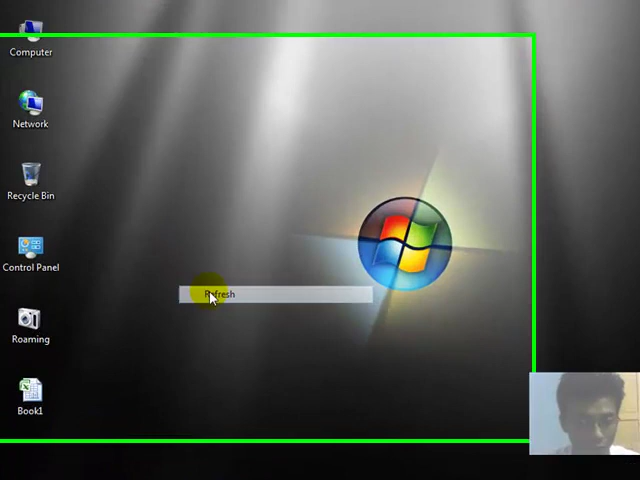 Computer
Network
Recycle Bin
Control Panel
Refresh
Roaming
Book1